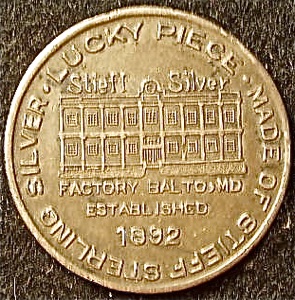 LUCKY PIECE · MADE OF STIEFF STERLING SILVER ·
Stieff Silver
FACTORY BALTO, MD
ESTABLISHED
1892